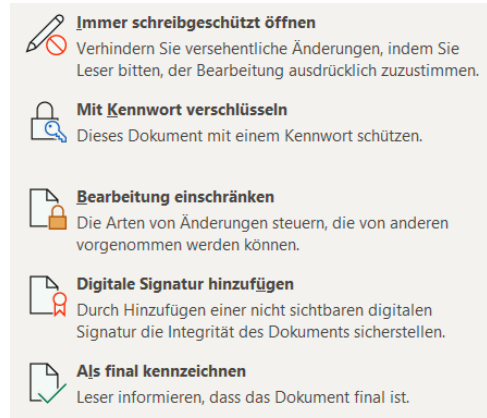 Immer schreibgeschützt öffnen
Verhindern Sie versehentliche Änderungen, indem Sie
Leser bitten, der Bearbeitung ausdrücklich zuzustimmen.
Mit Kennwort verschlüsseln
Dieses Dokument mit einem Kennwort schützen.
Bearbeitung einschränken
Die Arten von Änderungen steuern, die von anderen
vorgenommen werden können.
Digitale Signatur hinzufügen
Durch Hinzufügen einer nicht sichtbaren digitalen
Signatur die Integrität des Dokuments sicherstellen.
Als final kennzeichnen
Leser informieren, dass das Dokument final ist.